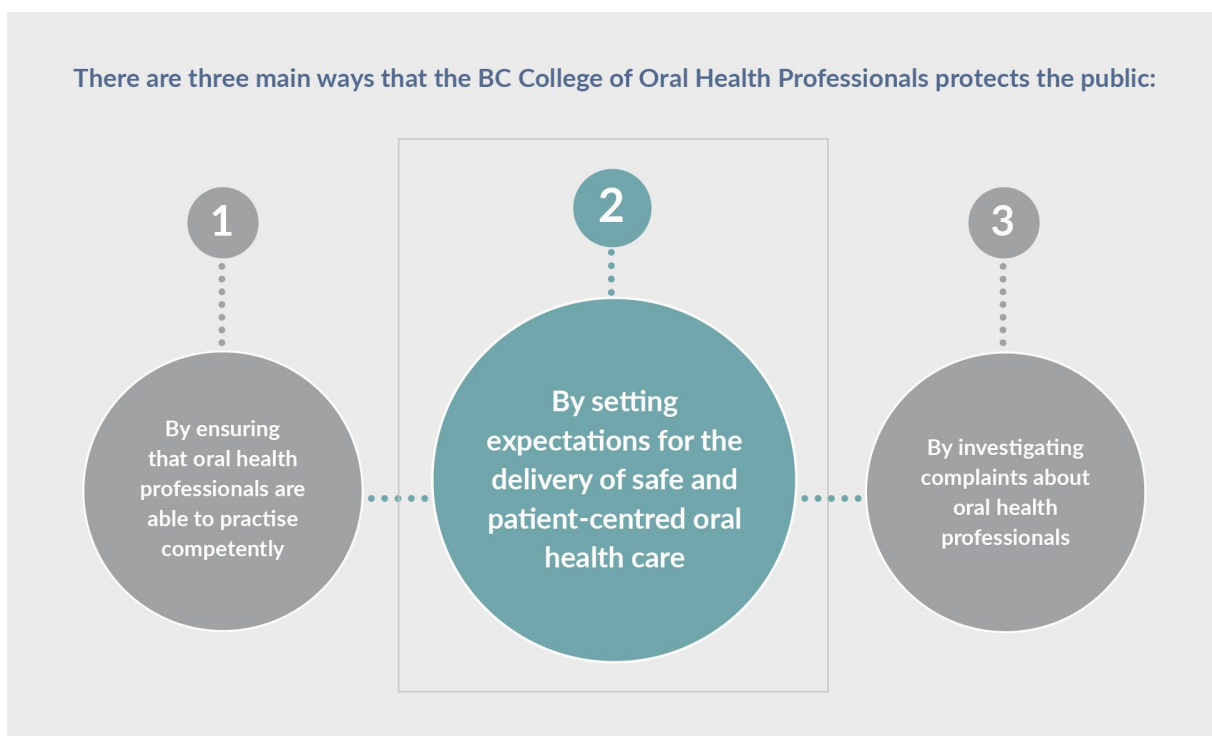 There are three main ways that the BC College of Oral Health Professionals protects the public:
1
By ensuring
that oral health
professionals are
able to practise
competently
2
By setting
expectations for the
delivery of safe and
patient-centred oral
health care
3
By investigating
complaints about
oral health
professionals